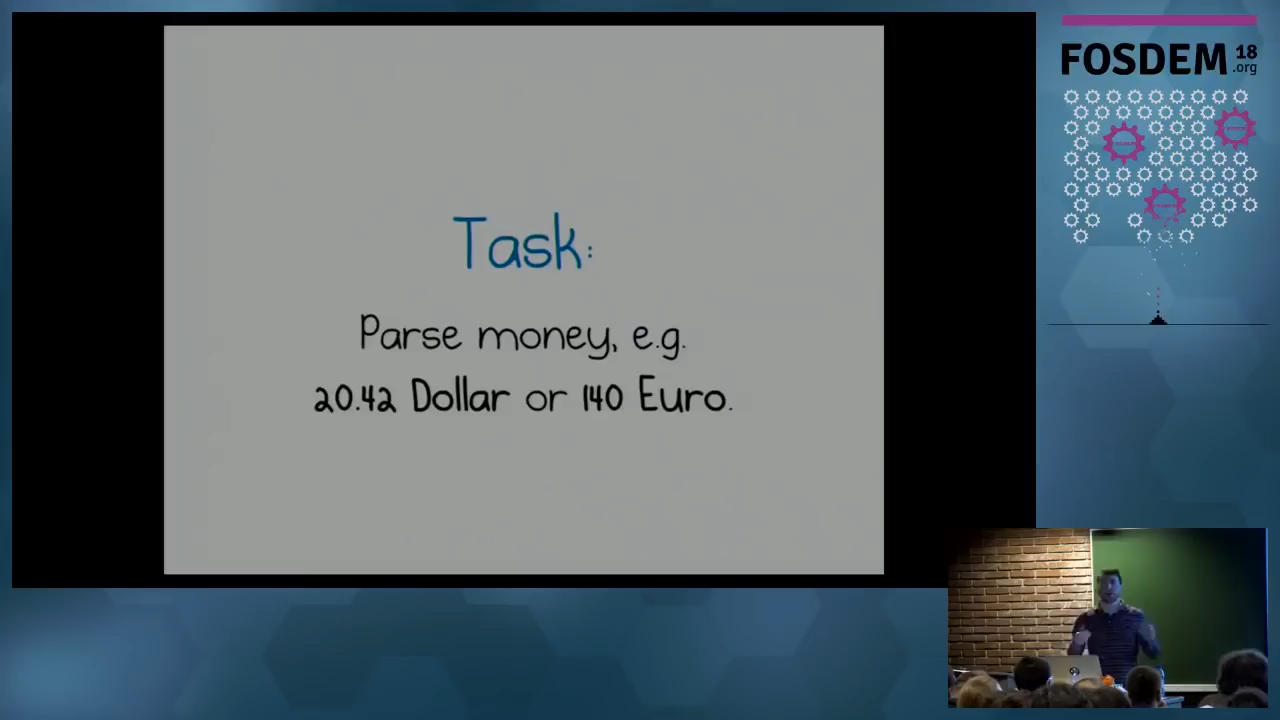 Task:
Parse money, e.g.
20.42 Dollar or 140 Euro.
FOSDEM 18
.org